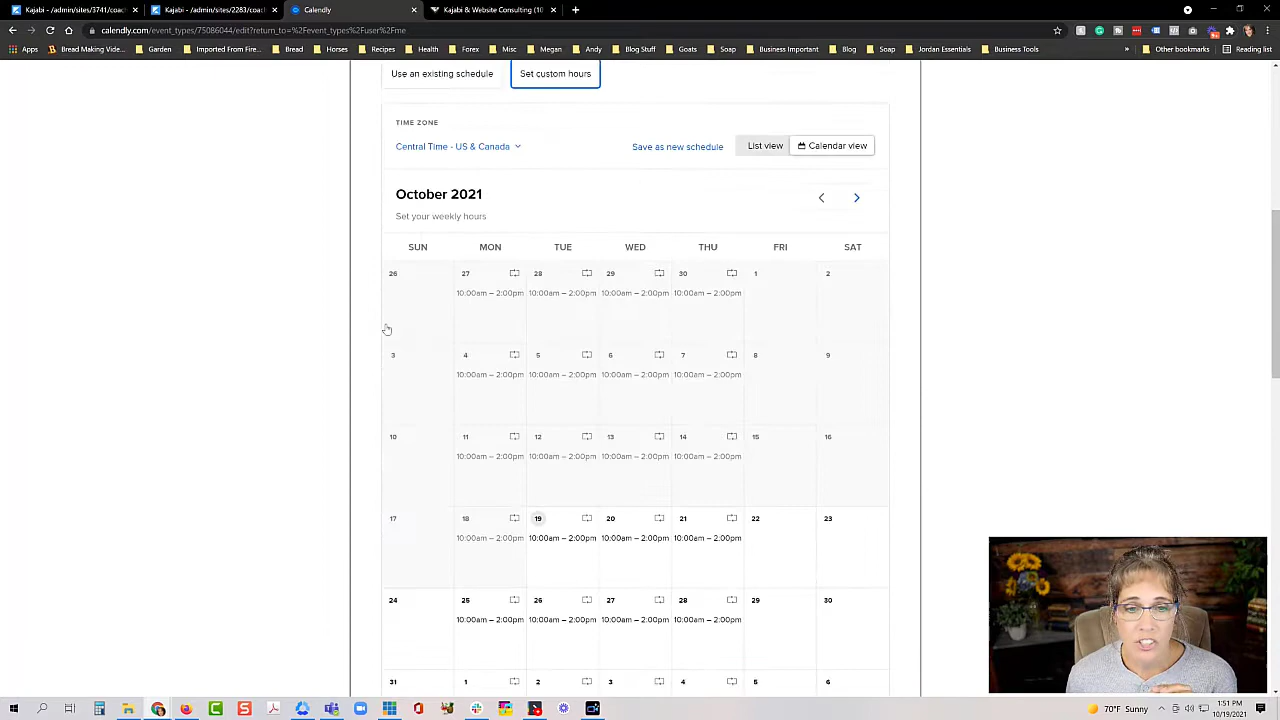 Kajabi - /admin/sites/3741/coach
Kajabi - /admin/sites/2283/coach
Calendly
Kajabi & Website Consulting (10
calendly.com/event_types/75086044/edit?return_to=%2Fevent_types%2Fuser%2Fme
Apps
Bread Making Vide...
Garden
Imported From Fire...
Bread
Horses
Recipes
Health
Forex
Mom
Megan
Andy
Blog Stuff
Goats
Soap
Business Important
Blog
Soap
Jordan Essentials
Business Tools
»
Other bookmarks
Reading list
Use an existing schedule
Set custom hours
TIME ZONE
Central Time - US & Canada
Save as new schedule
List view
Calendar view
October 2021
Set your weekly hours
SUN MON TUE WED THU FRI SAT
26 27 28 29 30 1 2
10:00am – 2:00pm 10:00am – 2:00pm 10:00am – 2:00pm 10:00am – 2:00pm
3 4 5 6 7 8 9
10:00am – 2:00pm 10:00am – 2:00pm 10:00am – 2:00pm 10:00am – 2:00pm
10 11 12 13 14 15 16
10:00am – 2:00pm 10:00am – 2:00pm 10:00am – 2:00pm 10:00am – 2:00pm
17 18 19 20 21 22 23
10:00am – 2:00pm 10:00am – 2:00pm 10:00am – 2:00pm 10:00am – 2:00pm
24 25 26 27 28 29 30
10:00am – 2:00pm 10:00am – 2:00pm 10:00am – 2:00pm 10:00am – 2:00pm
31 1 2 3 4 5 6
70°F Sunny
1:51 PM
10/19/2021